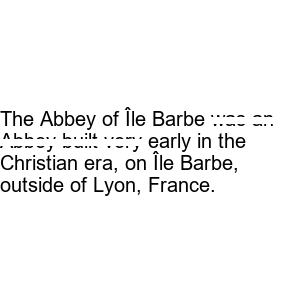 The Abbey of Île Barbe was an
Abbey built very early in the
Christian era, on Île Barbe,
outside of Lyon, France.